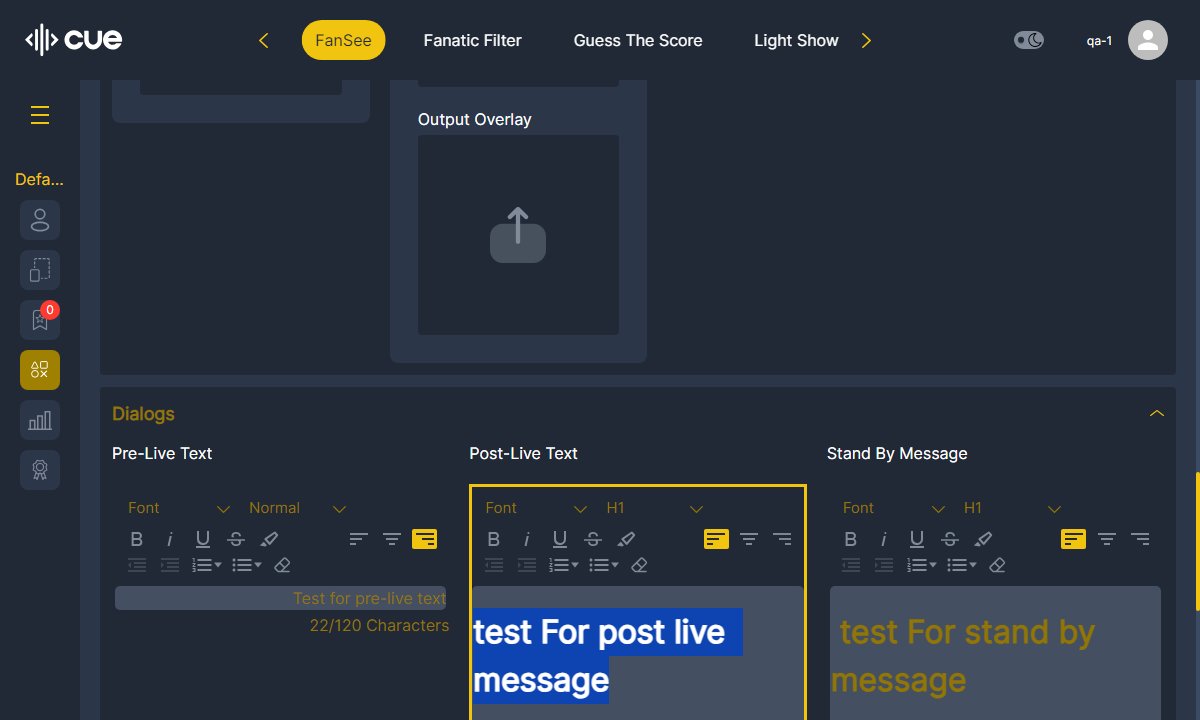 cue
FanSee
Fanatic Filter
Guess The Score
Light Show
qa-1
Defa...
0
Output Overlay
Dialogs
Pre-Live Text
Post-Live Text
Stand By Message
Font
Normal
Font
H1
Font
H1
Test for pre-live text
22/120 Characters
test For post live
message
test For stand by
message